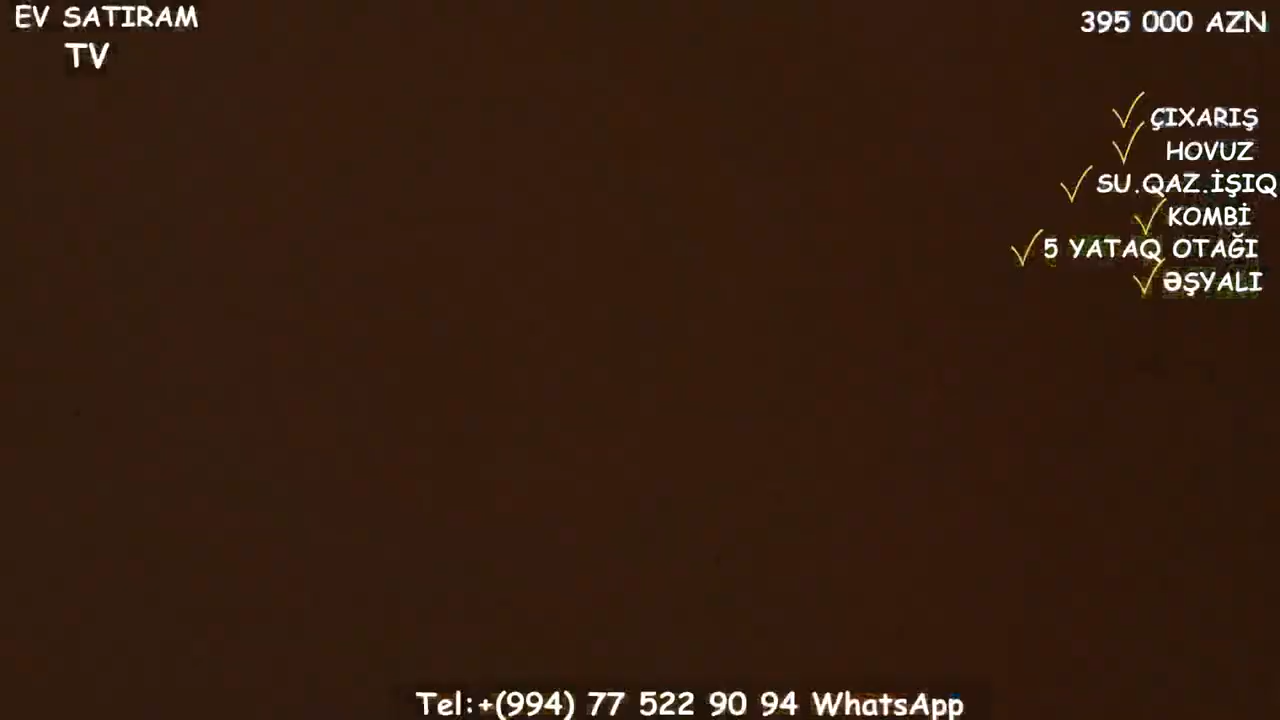 EV SATIRAM
TV
395 000 AZN
ÇIXARIŞ
HOVUZ
SU.QAZ.İŞIQ
KOMBİ
5 YATAQ OTAĞI
ƏŞYALI
Tel:+(994) 77 522 90 94 WhatsApp